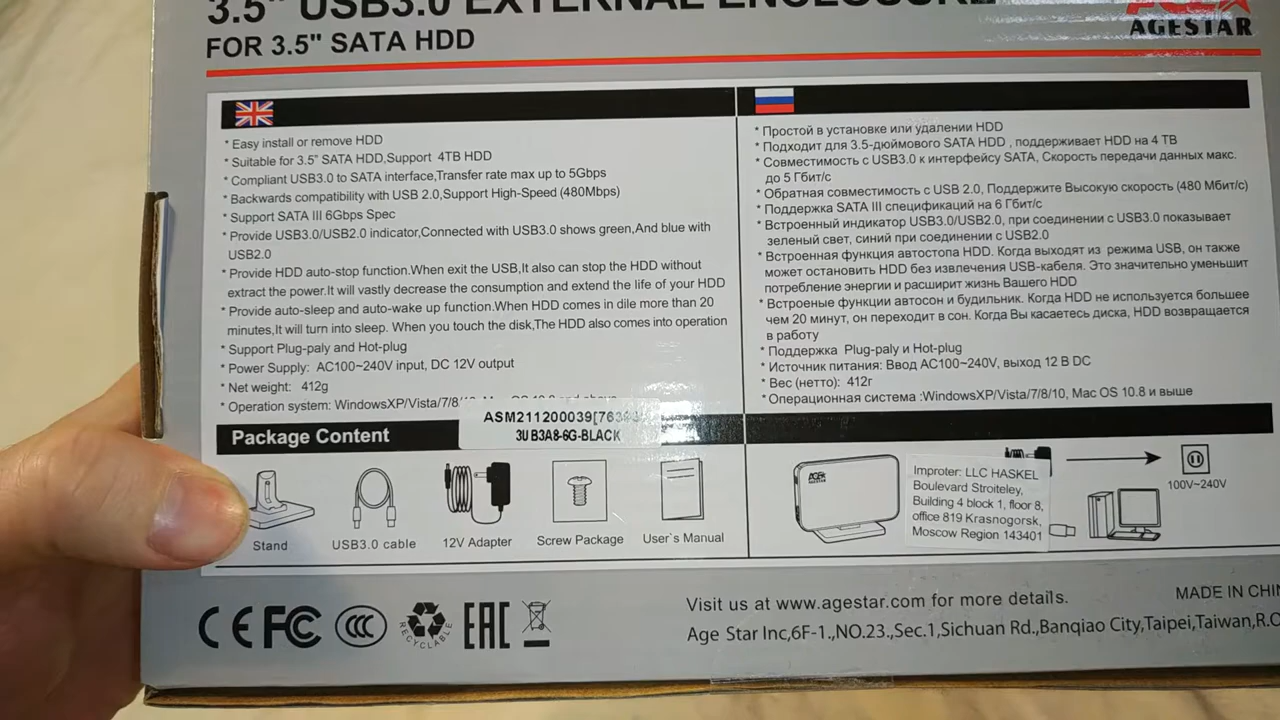 3.5" USB3.0 EXTERNAL ENCLOSURE
FOR 3.5" SATA HDD
AGESTAR
* Easy install or remove HDD
* Suitable for 3.5" SATA HDD,Support 4TB HDD
* Compliant USB3.0 to SATA interface,Transfer rate max up to 5Gbps
* Backwards compatibility with USB 2.0,Support High-Speed (480Mbps)
* Support SATA III 6Gbps Spec
* Provide USB3.0/USB2.0 indicator,Connected with USB3.0 shows green,And blue with
USB2.0
* Provide HDD auto-stop function.When exit the USB,It also can stop the HDD without
extract the power.It will vastly decrease the consumption and extend the life of your HDD
* Provide auto-sleep and auto-wake up function.When HDD comes in dile more than 20
minutes,It will turn into sleep. When you touch the disk,The HDD also comes into operation
* Support Plug-paly and Hot-plug
* Power Supply: AC100~240V input, DC 12V output
* Net weight: 412g
* Operation system: WindowsXP/Vista/7/8/
* Простой в установке или удалении HDD
* Подходит для 3.5-дюймового SATA HDD , поддерживает HDD на 4 TB
* Совместимость с USB3.0 к интерфейсу SATA, Скорость передачи данных макс.
до 5 Гбит/с
* Обратная совместимость с USB 2.0, Поддержите Высокую скорость (480 Мбит/с)
* Поддержка SATA III спецификаций на 6 Гбит/с
* Встроенный индикатор USB3.0/USB2.0, при соединении с USB3.0 показывает
зеленый свет, синий при соединении с USB2.0
* Встроенная функция автостопа HDD. Когда выходят из режима USB, он также
может остановить HDD без извлечения USB-кабеля. Это значительно уменьшит
потребление энергии и расширит жизнь Вашего HDD
* Встроеные функции автосон и будильник. Когда HDD не используется большее
чем 20 минут, он переходит в сон. Когда Вы касаетесь диска, HDD возвращается
в работу
* Поддержка Plug-paly и Hot-plug
* Источник питания: Ввод AC100~240V, выход 12 В DC
* Вес (нетто): 412г
* Операционная система :WindowsXP/Vista/7/8/10, Mac OS 10.8 и выше
Package Content
ASM211200039[763
3UB3A8-6G-BLACK
Stand
USB3.0 cable
12V Adapter
Screw Package
User`s Manual
AGE
AGESTAR
Improter: LLC HASKEL
Boulevard Stroiteley,
Building 4 block 1, floor 8,
office 819 Krasnogorsk,
Moscow Region 143401
100V~240V
CE FC CCC RECYCLABLE EAC
Visit us at www.agestar.com for more details.
MADE IN CHI
Age Star Inc,6F-1.,NO.23.,Sec.1,Sichuan Rd.,Banqiao City,Taipei,Taiwan,R.O